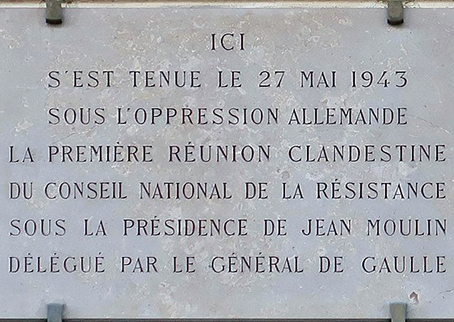 ICI
S'EST TENUE LE 27 MAI 1943
SOUS L'OPPRESSION ALLEMANDE
LA PREMIÈRE RÉUNION CLANDESTINE
DU CONSEIL NATIONAL DE LA RÉSISTANCE
SOUS LA PRÉSIDENCE DE JEAN MOULIN
DÉLÉGUÉ PAR LE GÉNÉRAL DE GAULLE